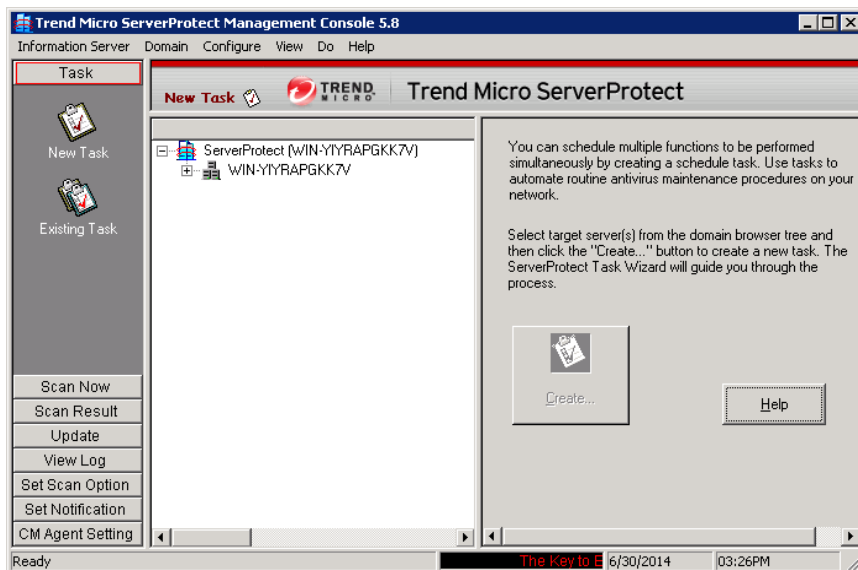 Trend Micro ServerProtect Management Console 5.8
Information Server Domain Configure View Do Help
Task
New Task
Existing Task
Scan Now
Scan Result
Update
View Log
Set Scan Option
Set Notification
CM Agent Setting
New Task
TREND MICRO
Trend Micro ServerProtect
ServerProtect (WIN-YIYRAPGKK7V)
WIN-YIYRAPGKK7V
You can schedule multiple functions to be performed
simultaneously by creating a schedule task. Use tasks to
automate routine antivirus maintenance procedures on your
network.
Select target server(s) from the domain browser tree and
then click the "Create..." button to create a new task. The
ServerProtect Task Wizard will guide you through the
process.
Create...
Help
Ready
The Key to E
6/30/2014
03:26PM